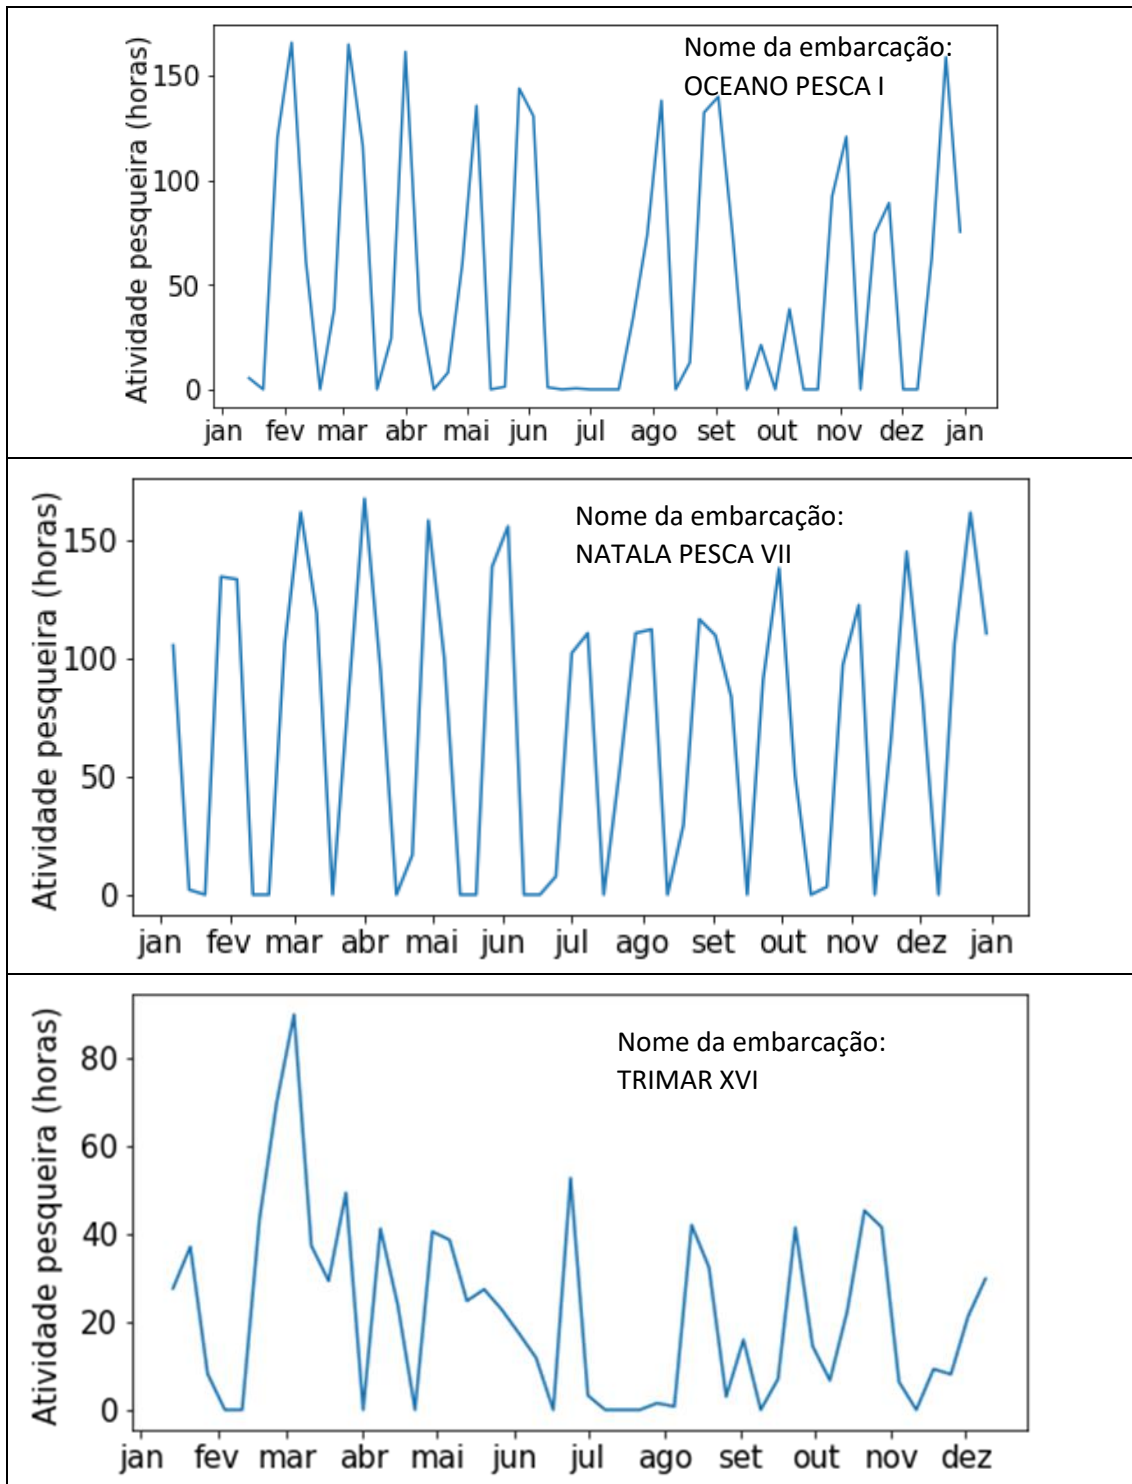 Atividade pesqueira (horas)
Nome da embarcação:
OCEANO PESCA I
150
100
50
0
jan fev mar abr mai jun jul ago set out nov dez jan
Atividade pesqueira (horas)
Nome da embarcação:
NATALA PESCA VII
150
100
50
0
jan fev mar abr mai jun jul ago set out nov dez jan
Atividade pesqueira (horas)
Nome da embarcação:
TRIMAR XVI
80
60
40
20
0
jan fev mar abr mai jun jul ago set out nov dez